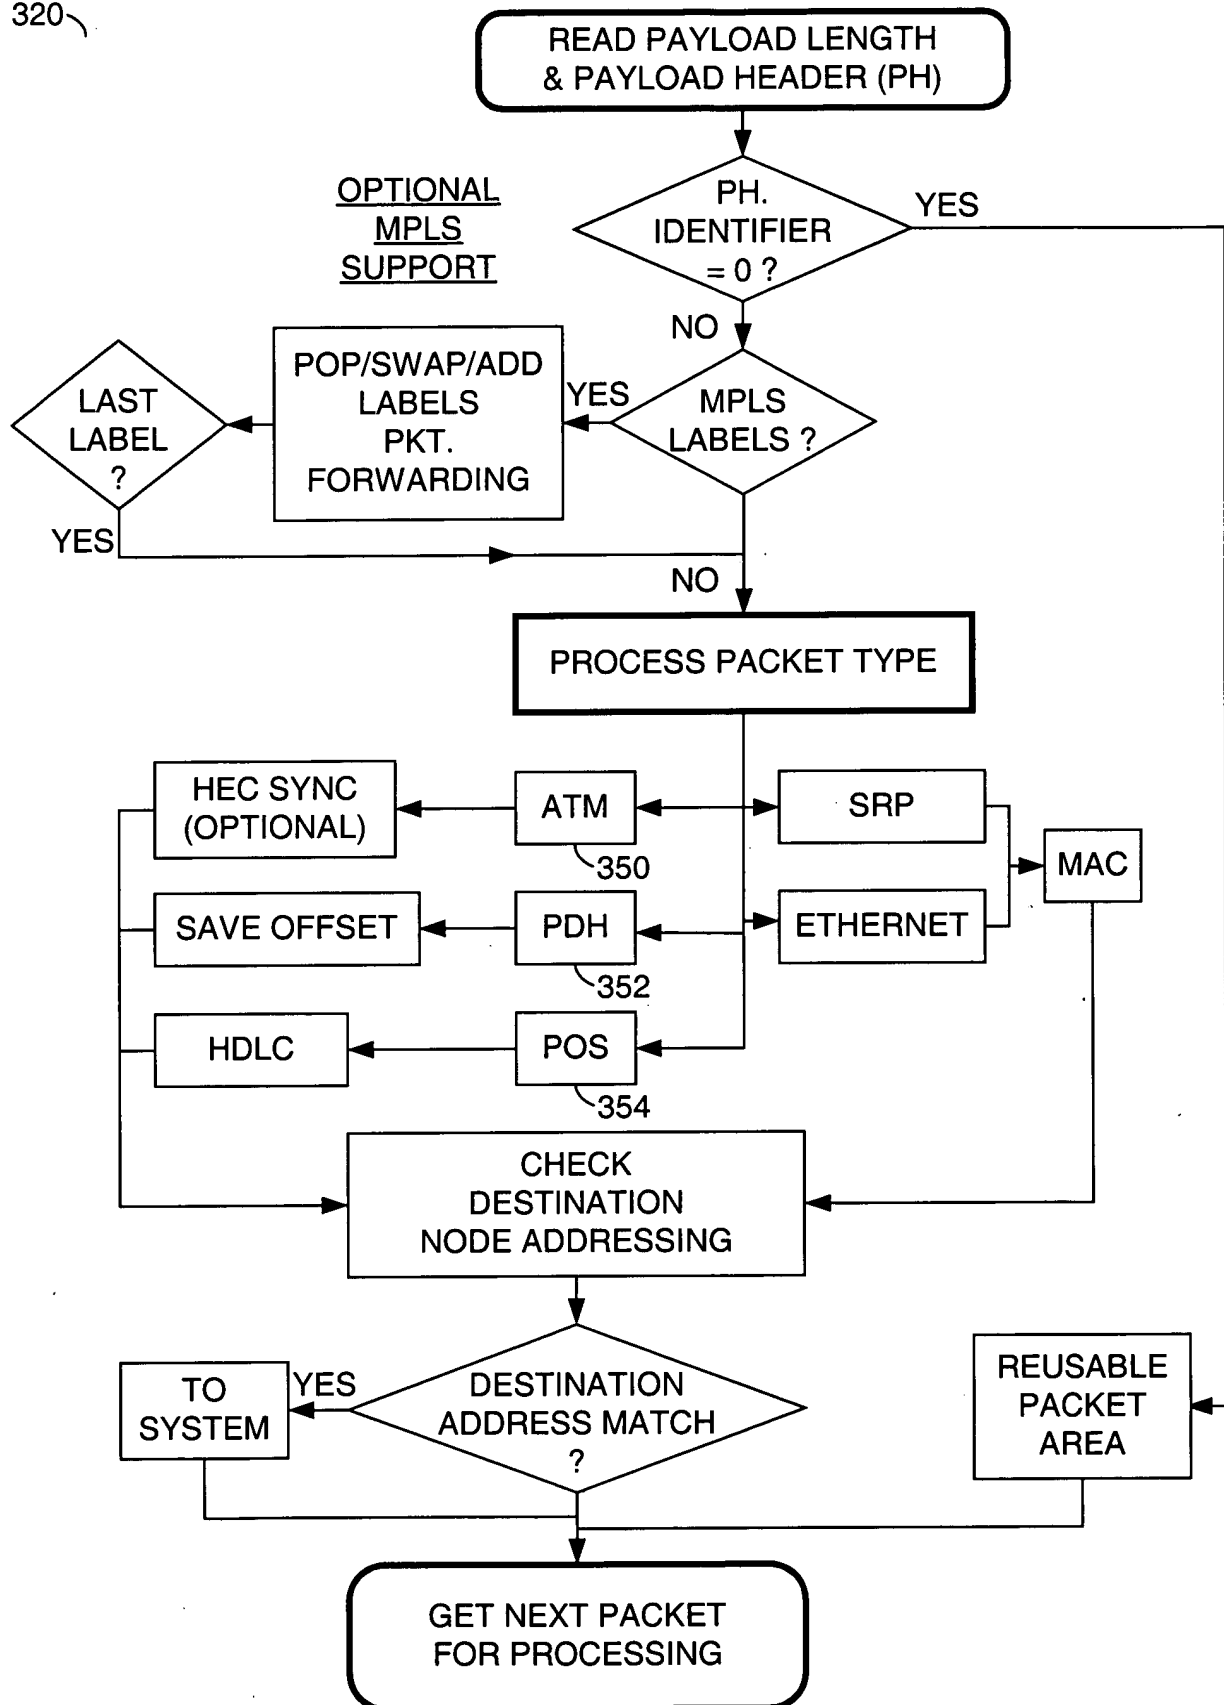 320
READ PAYLOAD LENGTH
& PAYLOAD HEADER (PH)
OPTIONAL
MPLS
SUPPORT
PH.
IDENTIFIER
= 0 ?
YES
NO
LAST
LABEL
?
POP/SWAP/ADD
LABELS
PKT.
FORWARDING
YES
MPLS
LABELS ?
YES
NO
PROCESS PACKET TYPE
HEC SYNC
(OPTIONAL)
ATM
350
SRP
MAC
SAVE OFFSET
PDH
352
ETHERNET
HDLC
POS
354
CHECK
DESTINATION
NODE ADDRESSING
TO
SYSTEM
YES
DESTINATION
ADDRESS MATCH
?
REUSABLE
PACKET
AREA
GET NEXT PACKET
FOR PROCESSING